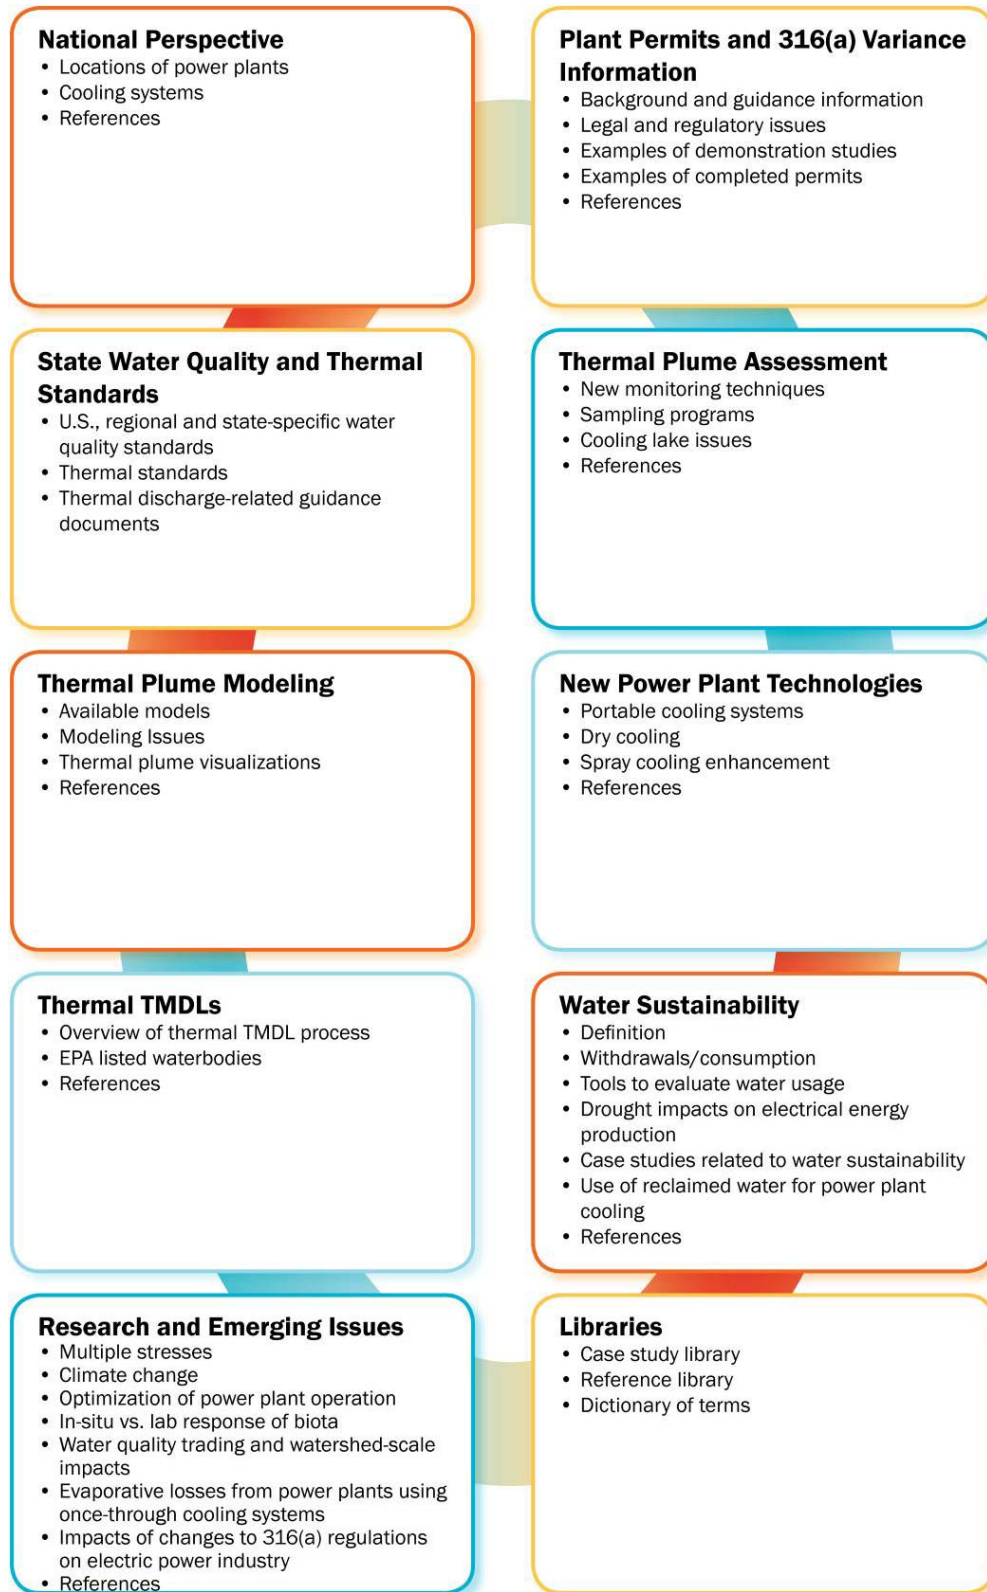 National Perspective
• Locations of power plants
• Cooling systems
• References
Plant Permits and 316(a) Variance
Information
• Background and guidance information
• Legal and regulatory issues
• Examples of demonstration studies
• Examples of completed permits
• References
State Water Quality and Thermal
Standards
• U.S., regional and state-specific water
quality standards
• Thermal standards
• Thermal discharge-related guidance
documents
Thermal Plume Assessment
• New monitoring techniques
• Sampling programs
• Cooling lake issues
• References
Thermal Plume Modeling
• Available models
• Modeling Issues
• Thermal plume visualizations
• References
New Power Plant Technologies
• Portable cooling systems
• Dry cooling
• Spray cooling enhancement
• References
Thermal TMDLs
• Overview of thermal TMDL process
• EPA listed waterbodies
• References
Water Sustainability
• Definition
• Withdrawals/consumption
• Tools to evaluate water usage
• Drought impacts on electrical energy
production
• Case studies related to water sustainability
• Use of reclaimed water for power plant
cooling
• References
Research and Emerging Issues
• Multiple stresses
• Climate change
• Optimization of power plant operation
• In-situ vs. lab response of biota
• Water quality trading and watershed-scale
impacts
• Evaporative losses from power plants using
once-through cooling systems
• Impacts of changes to 316(a) regulations
on electric power industry
• References
Libraries
• Case study library
• Reference library
• Dictionary of terms